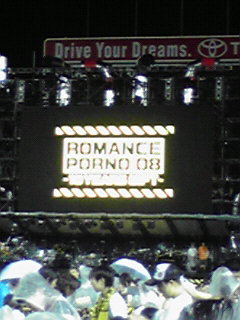 Drive Your Dreams. T
ROMANCE
PORNO 08